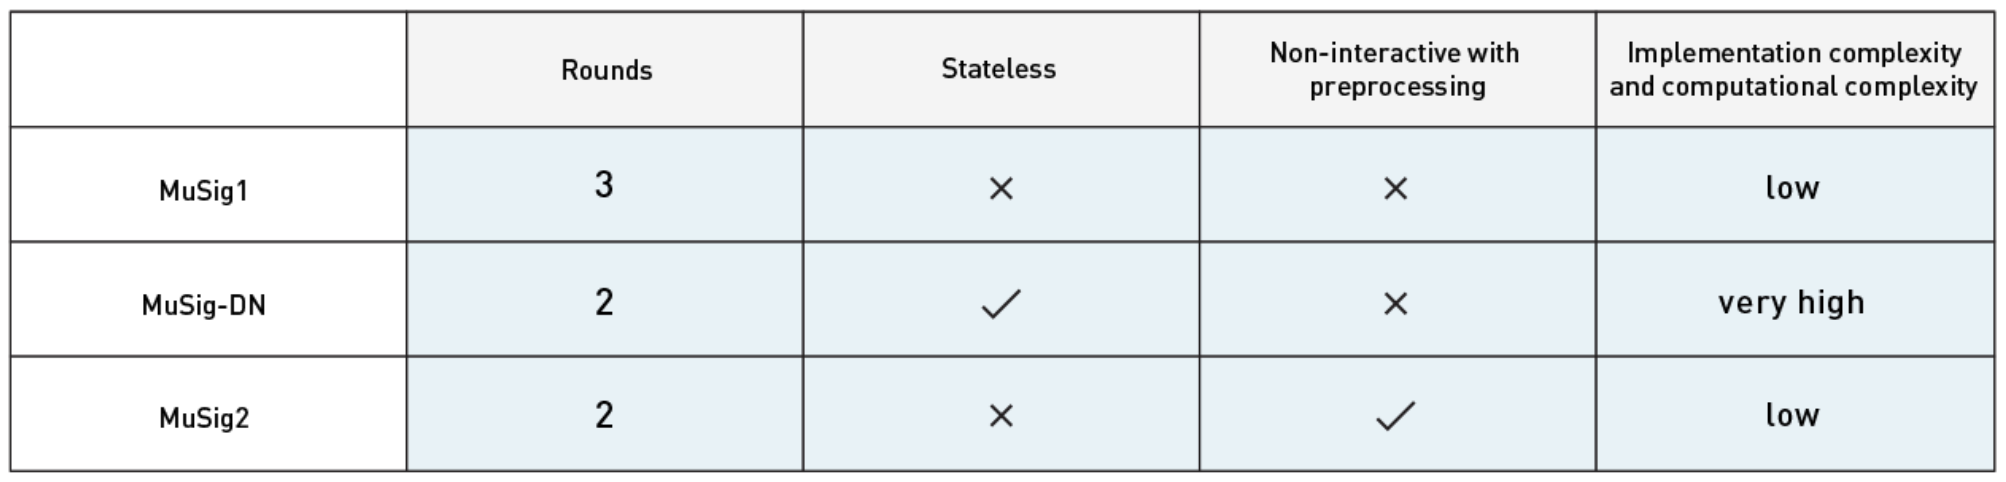 Rounds
Stateless
Non-interactive with
preprocessing
Implementation complexity
and computational complexity
MuSig1
3
×
×
low
MuSig-DN
2
✓
×
very high
MuSig2
2
×
✓
low